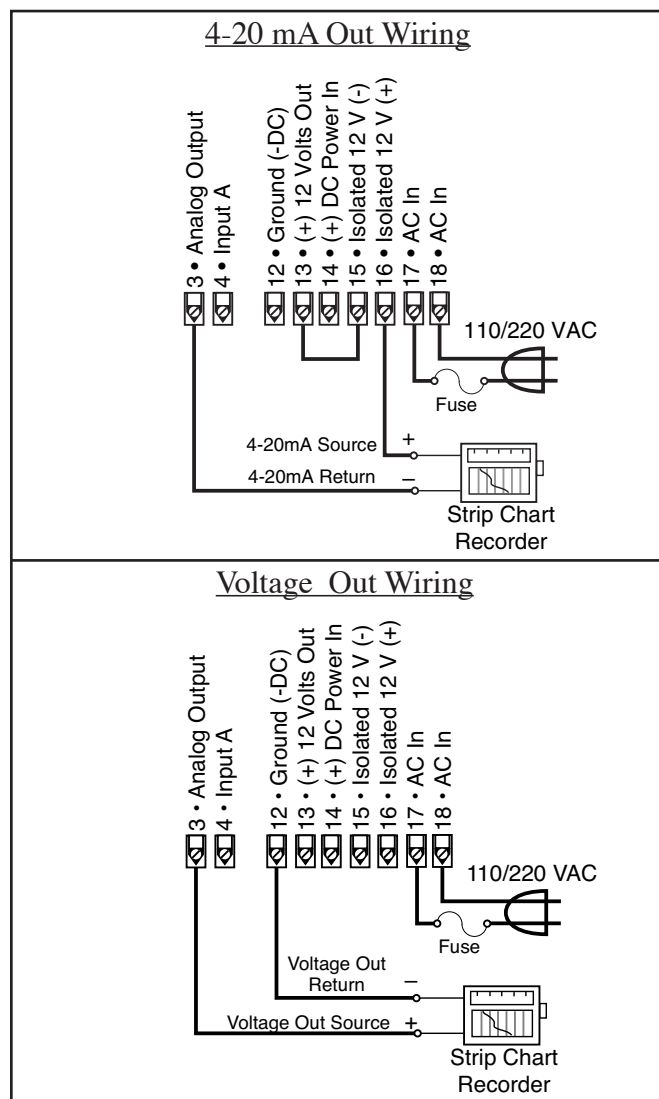 4-20 mA Out Wiring
3 • Analog Output
4 • Input A
12 • Ground (-DC)
13 • (+) 12 Volts Out
14 • (+) DC Power In
15 • Isolated 12 V (-)
16 • Isolated 12 V (+)
17 • AC In
18 • AC In
110/220 VAC
Fuse
4-20mA Source +
4-20mA Return –
Strip Chart
Recorder
Voltage Out Wiring
3 • Analog Output
4 • Input A
12 • Ground (-DC)
13 • (+) 12 Volts Out
14 • (+) DC Power In
15 • Isolated 12 V (-)
16 • Isolated 12 V (+)
17 • AC In
18 • AC In
110/220 VAC
Fuse
Voltage Out –
Return
Voltage Out Source +
Strip Chart
Recorder